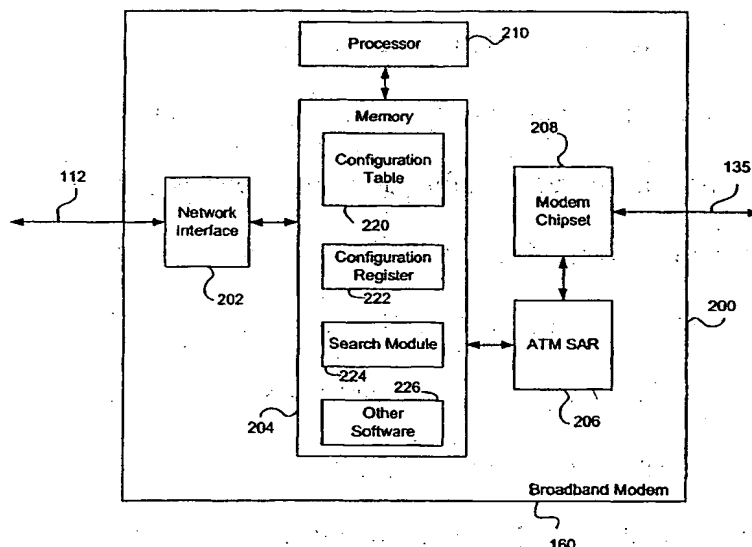 Processor
210
Memory
208
Configuration
Table
220
112
Network
Interface
202
Modem
Chipset
135
Configuration
Register
222
200
Search Module
224
ATM SAR
226
204
Other
Software
206
Broadband Modem
160